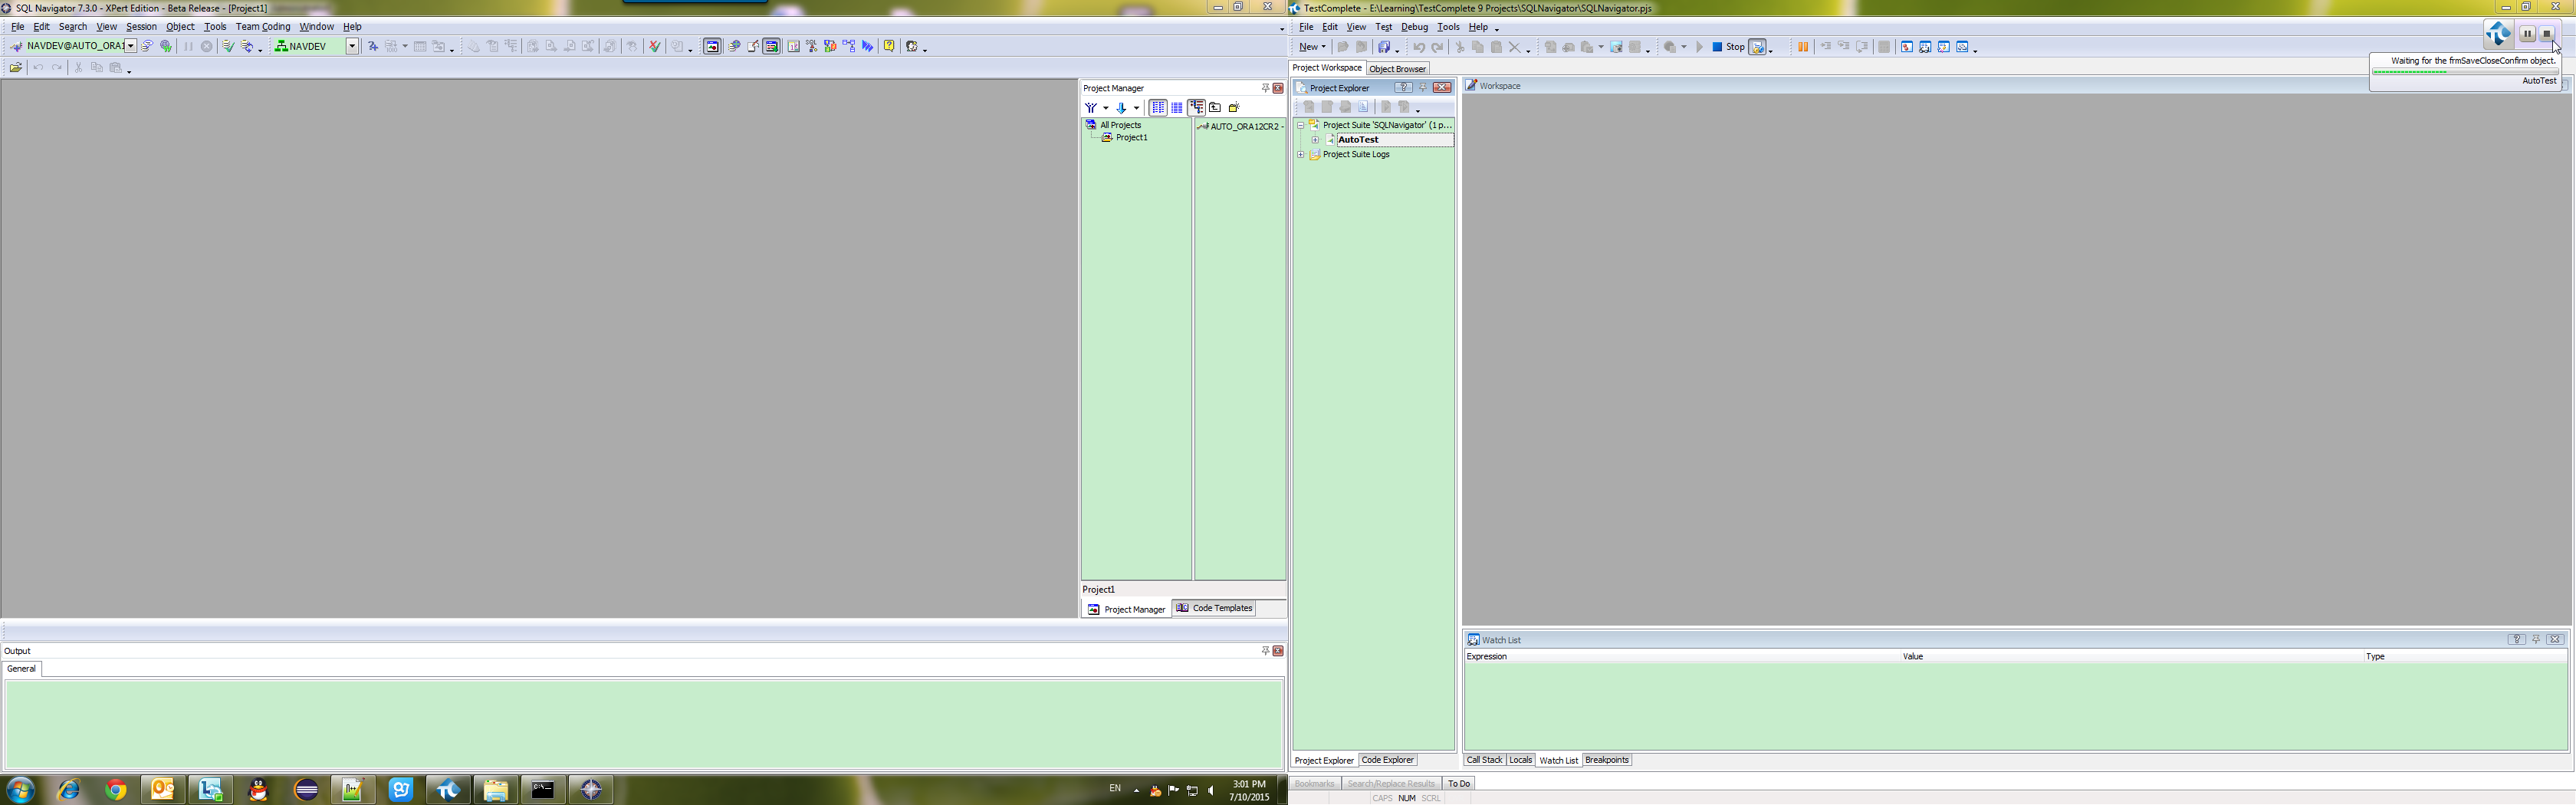 SQL Navigator 7.3.0 - XPert Edition - Beta Release - [Project1]
File Edit Search View Session Object Tools Team Coding Window Help
NAVDEV@AUTO_ORA1 NAVDEV
Project Manager
All Projects
Project1
AUTO_ORA12CR2 -
Project1
Project Manager Code Templates
Output
General
EN 3:01 PM
7/10/2015
TestComplete - E:\Learning\TestComplete 9 Projects\SQLNavigator\SQLNavigator.pjs
File Edit View Test Debug Tools Help
New Stop
Waiting for the frmSaveCloseConfirm object.
AutoTest
Project Workspace Object Browser
Project Explorer
Workspace
Project Suite 'SQLNavigator' (1 p...
AutoTest
Project Suite Logs
Watch List
Expression Value Type
Project Explorer Code Explorer
Call Stack Locals Watch List Breakpoints
Bookmarks Search/Replace Results To Do
CAPS NUM SCRL